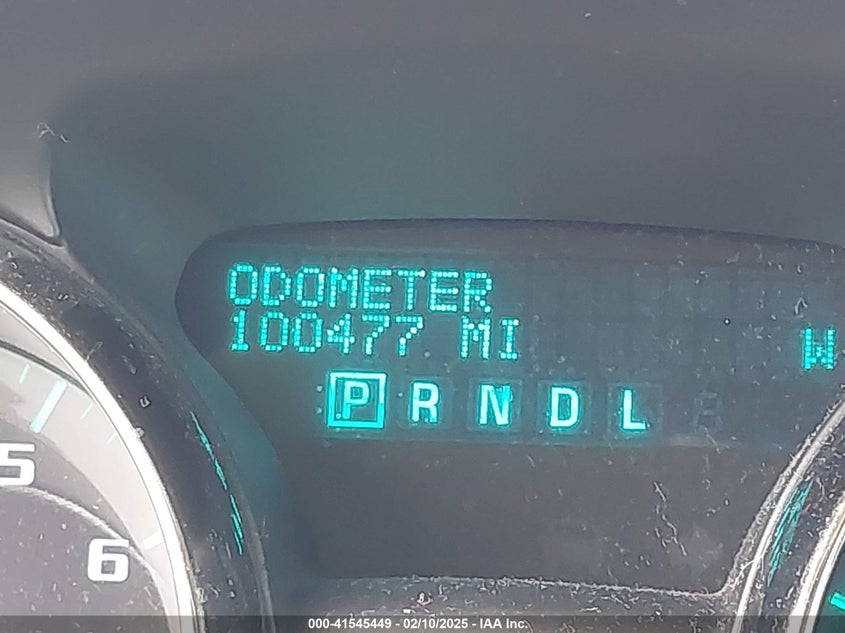 ODOMETER
100477 MI
W
P R N D L
5
6
000-41545449 - 02/10/2025 - IAA Inc.